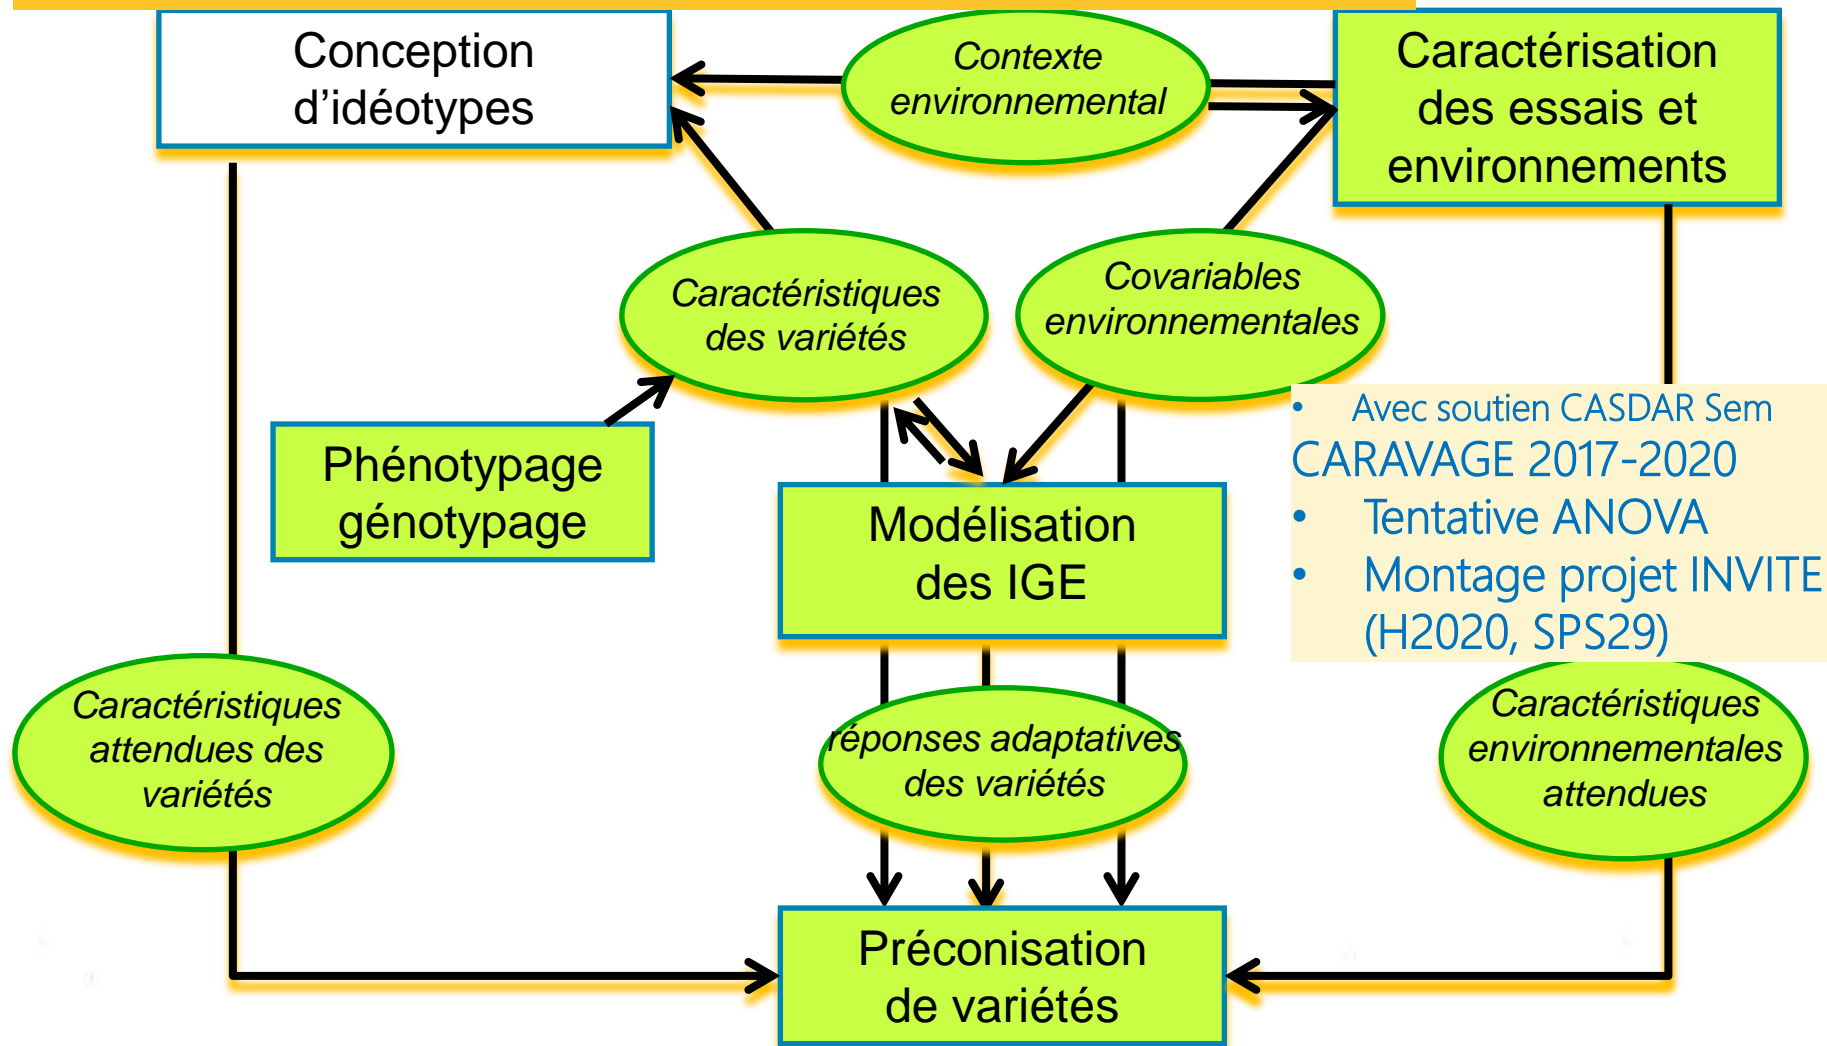 Conception
d'idéotypes
Contexte
environnemental
Caractérisation
des essais et
environnements
Caractéristiques
des variétés
Covariables
environnementales
Phénotypage
génotypage
Modélisation
des IGE
• Avec soutien CASDAR Sem
CARAVAGE 2017-2020
• Tentative ANOVA
• Montage projet INVITE
(H2020, SPS29)
Caractéristiques
attendues des
variétés
réponses adaptatives
des variétés
Caractéristiques
environnementales
attendues
Préconisation
de variétés